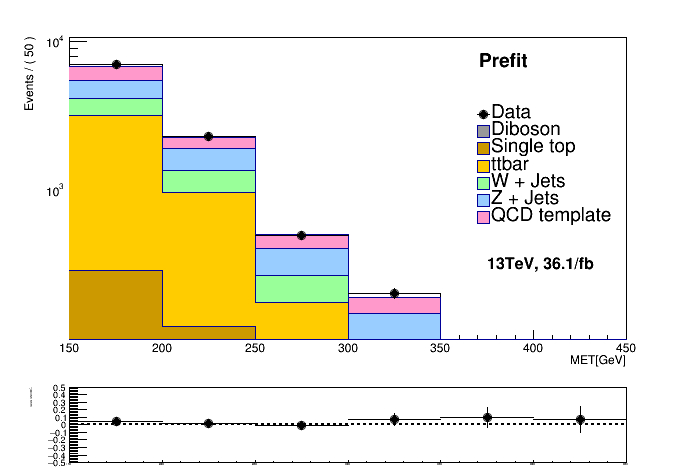 10⁴
Events / ( 50 )
10³
Prefit
Data
Diboson
Single top
ttbar
W + Jets
Z + Jets
QCD template
13TeV, 36.1/fb
150 200 250 300 350 400 450
MET[GeV]
0.5
0.4
0.3
0.2
0.1
0
−0.1
−0.2
−0.3
−0.4
−0.5